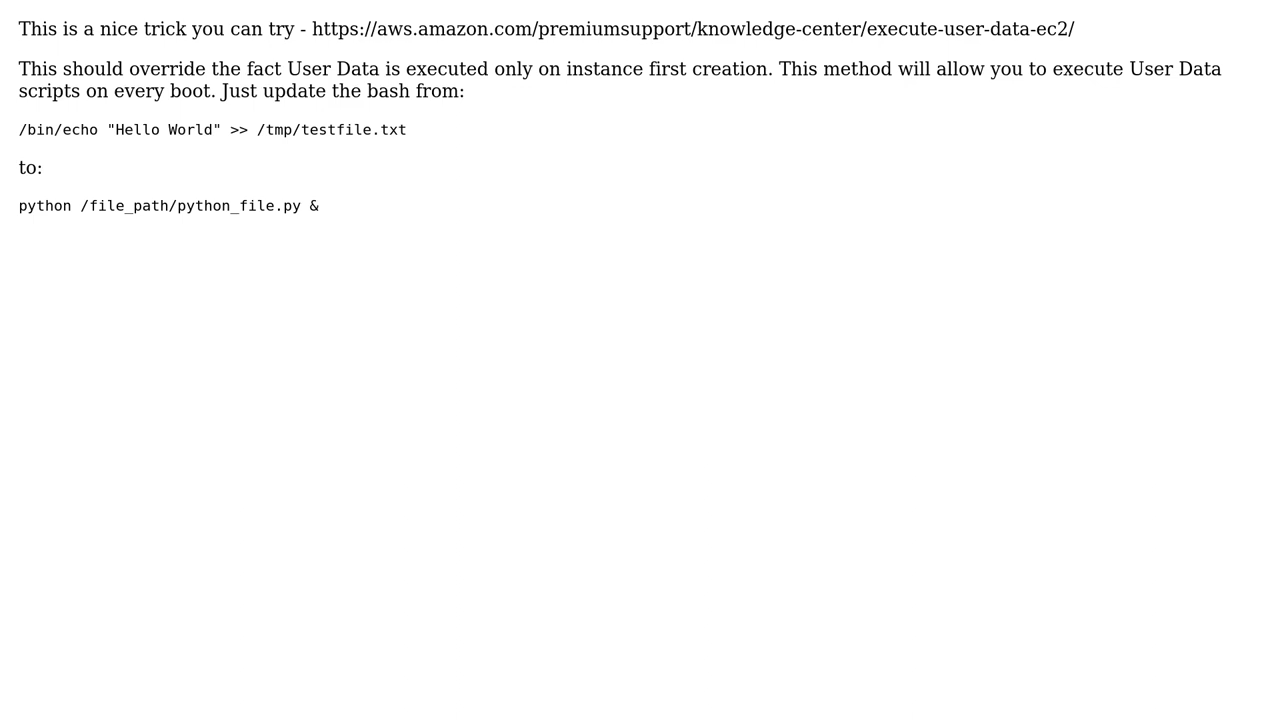 This is a nice trick you can try - https://aws.amazon.com/premiumsupport/knowledge-center/execute-user-data-ec2/
This should override the fact User Data is executed only on instance first creation. This method will allow you to execute User Data
scripts on every boot. Just update the bash from:
/bin/echo "Hello World" >> /tmp/testfile.txt
to:
python /file_path/python_file.py &